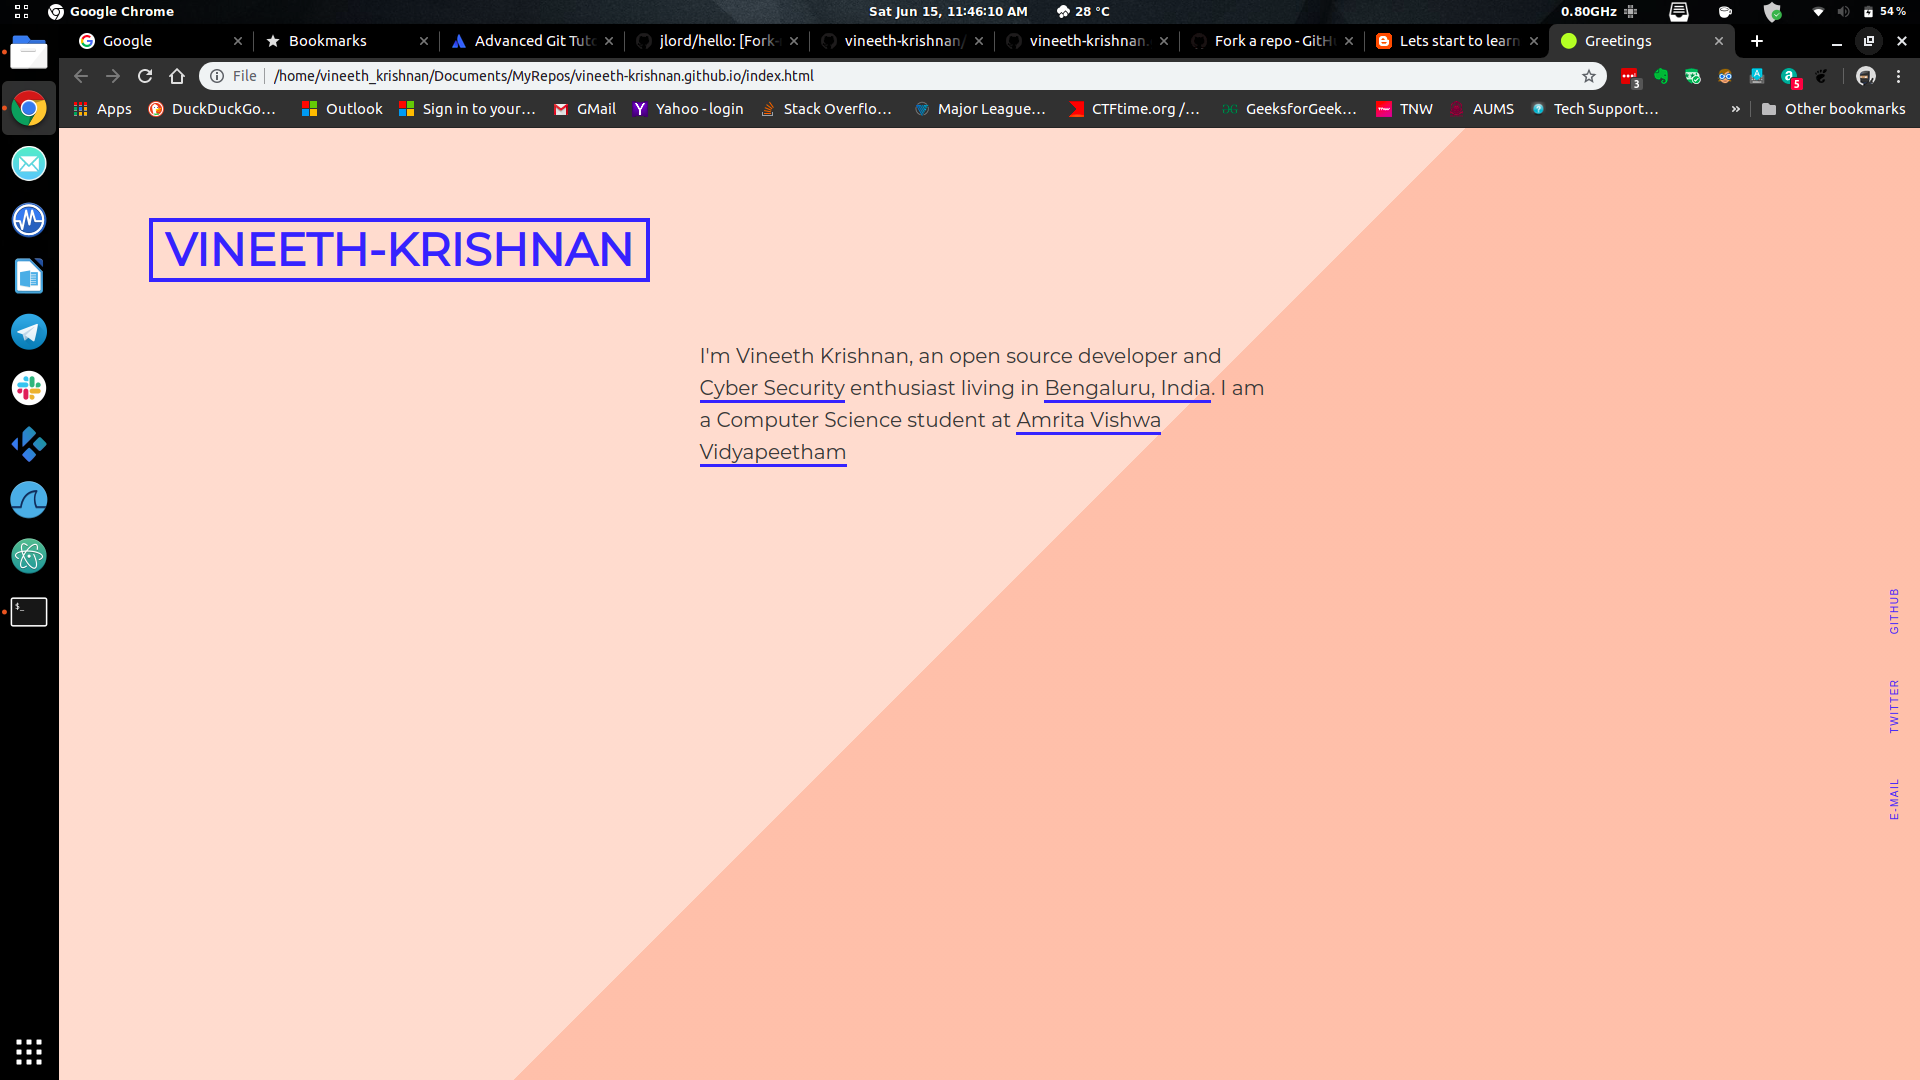 Google Chrome
Sat Jun 15, 11:46:10 AM
28 °C
0.80GHz
54%
Google
Bookmarks
Advanced Git Tuto
jlord/hello: [Fork-
vineeth-krishnan/
vineeth-krishnan.
Fork a repo - GitH
Lets start to learn
Greetings
File
/home/vineeth_krishnan/Documents/MyRepos/vineeth-krishnan.github.io/index.html
3
5
Apps
DuckDuckGo...
Outlook
Sign in to your...
GMail
Yahoo - login
Stack Overflo...
Major League...
CTFtime.org /...
GeeksforGeek...
TNW
AUMS
Tech Support...
»
Other bookmarks
VINEETH-KRISHNAN
I'm Vineeth Krishnan, an open source developer and
Cyber Security enthusiast living in Bengaluru, India. I am
a Computer Science student at Amrita Vishwa
Vidyapeetham
GITHUB
TWITTER
E-MAIL